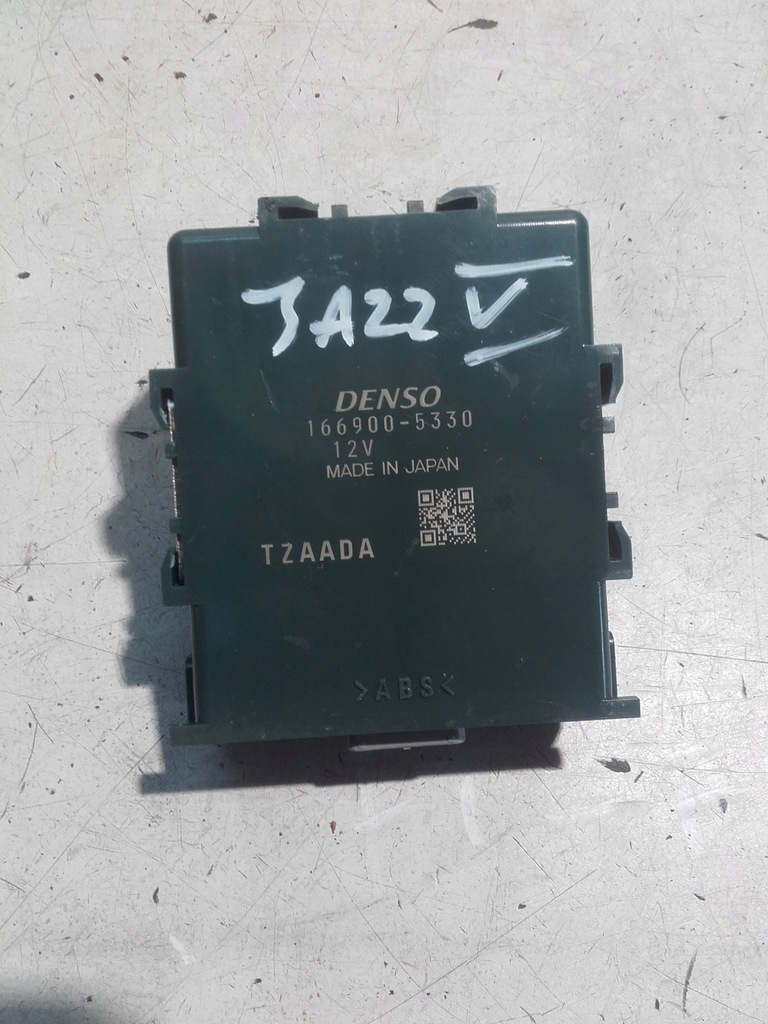 JA22 V
DENSO
166900-5330
12V
MADE IN JAPAN
TZAADA
>ABS<